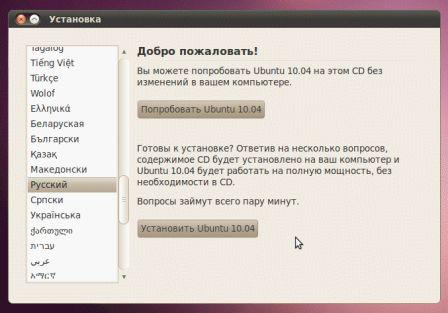 Установка
Tagalog
Tiếng Việt
Türkçe
Wolof
Ελληνικά
Беларуская
Български
Қазақ
Македонски
Русский
Српски
Українська
ქართული
עברית
عربي
አማርኛ
Добро пожаловать!
Вы можете попробовать Ubuntu 10.04 на этом CD без
изменений в вашем компьютере.
Попробовать Ubuntu 10.04
Готовы к установке? Ответив на несколько вопросов,
содержимое CD будет установлено на ваш компьютер и
Ubuntu 10.04 будет работать на полную мощность, без
необходимости в CD.
Вопросы займут всего пару минут.
Установить Ubuntu 10.04